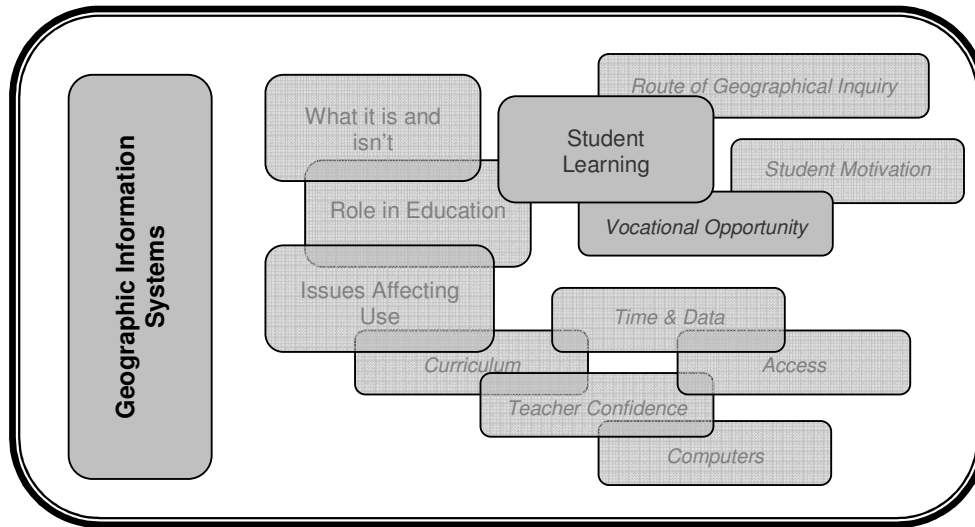 Geographic Information
Systems
What it is and
isn't
Role in Education
Issues Affecting
Use
Student
Learning
Route of Geographical Inquiry
Student Motivation
Vocational Opportunity
Time & Data
Curriculum
Access
Teacher Confidence
Computers